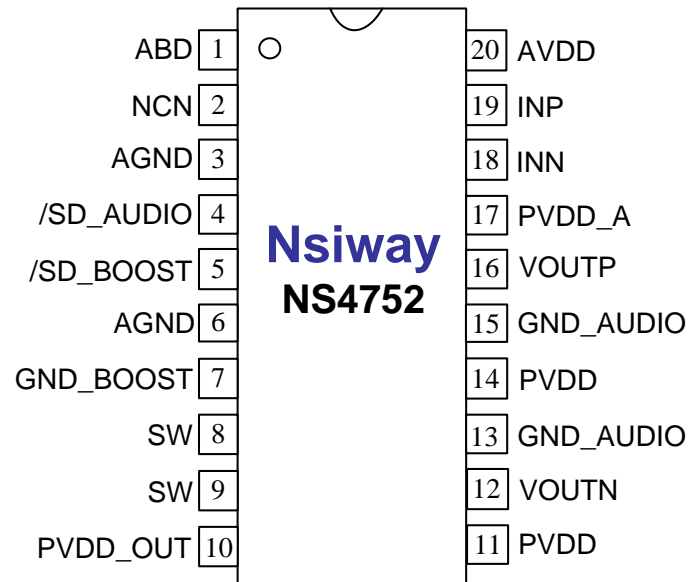 ABD 1 20 AVDD
NCN 2 19 INP
AGND 3 18 INN
/SD_AUDIO 4 17 PVDD_A
/SD_BOOST 5 Nsiway 16 VOUTP
AGND 6 NS4752 15 GND_AUDIO
GND_BOOST 7 14 PVDD
SW 8 13 GND_AUDIO
SW 9 12 VOUTN
PVDD_OUT 10 11 PVDD